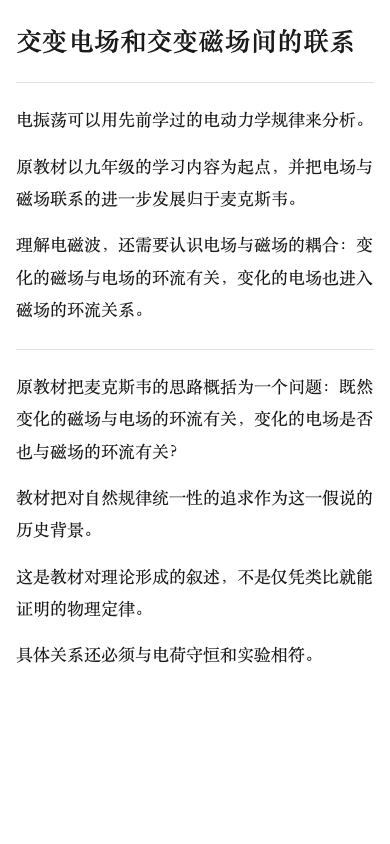 交变电场和交变磁场间的联系
电振荡可以用先前学过的电动力学规律来分析。
原教材以九年级的学习内容为起点，并把电场与
磁场联系的进一步发展归于麦克斯韦。
理解电磁波，还需要认识电场与磁场的耦合：变
化的磁场与电场的环流有关，变化的电场也进入
磁场的环流关系。
原教材把麦克斯韦的思路概括为一个问题：既然
变化的磁场与电场的环流有关，变化的电场是否
也与磁场的环流有关？
教材把对自然规律统一性的追求作为这一假说的
历史背景。
这是教材对理论形成的叙述，不是仅凭类比就能
证明的物理定律。
具体关系还必须与电荷守恒和实验相符。